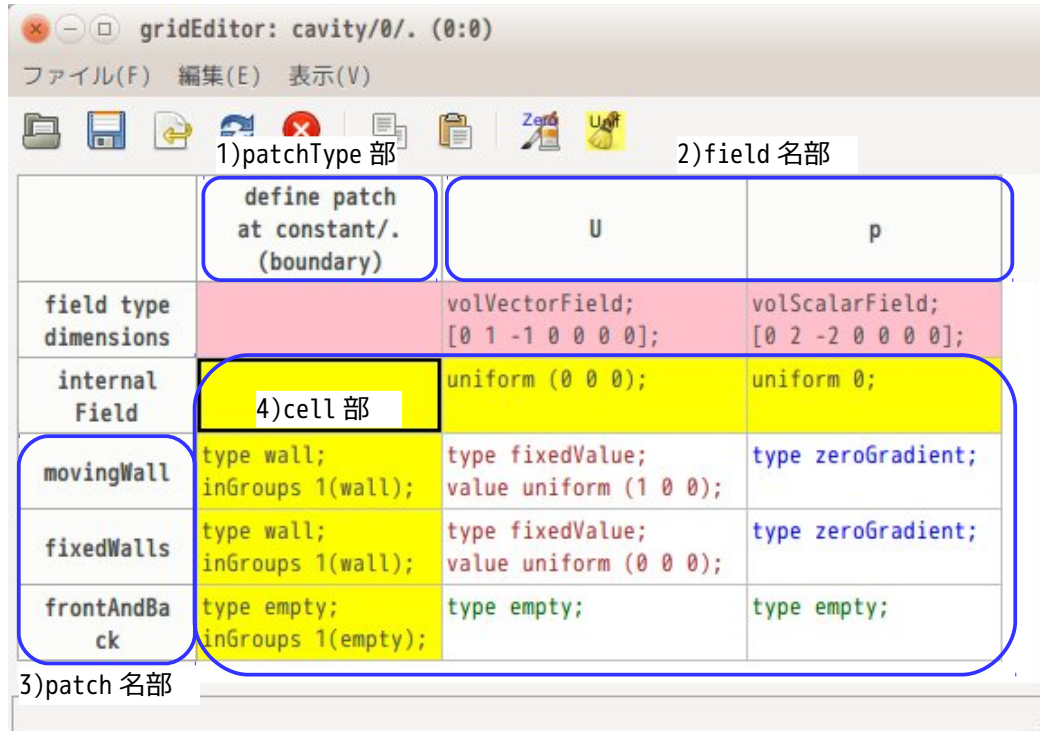 gridEditor: cavity/0/. (0:0)
ファイル(F) 編集(E) 表示(V)
Zero Unif
1)patchType 部 2)field 名部
define patch
at constant/.
(boundary)
U
p
field type
dimensions
volVectorField;
[0 1 -1 0 0 0 0];
volScalarField;
[0 2 -2 0 0 0 0];
internal
Field
4)cell 部
uniform (0 0 0);
uniform 0;
movingWall
type wall;
inGroups 1(wall);
type fixedValue;
value uniform (1 0 0);
type zeroGradient;
fixedWalls
type wall;
inGroups 1(wall);
type fixedValue;
value uniform (0 0 0);
type zeroGradient;
frontAndBa
ck
type empty;
inGroups 1(empty);
type empty;
type empty;
3)patch 名部